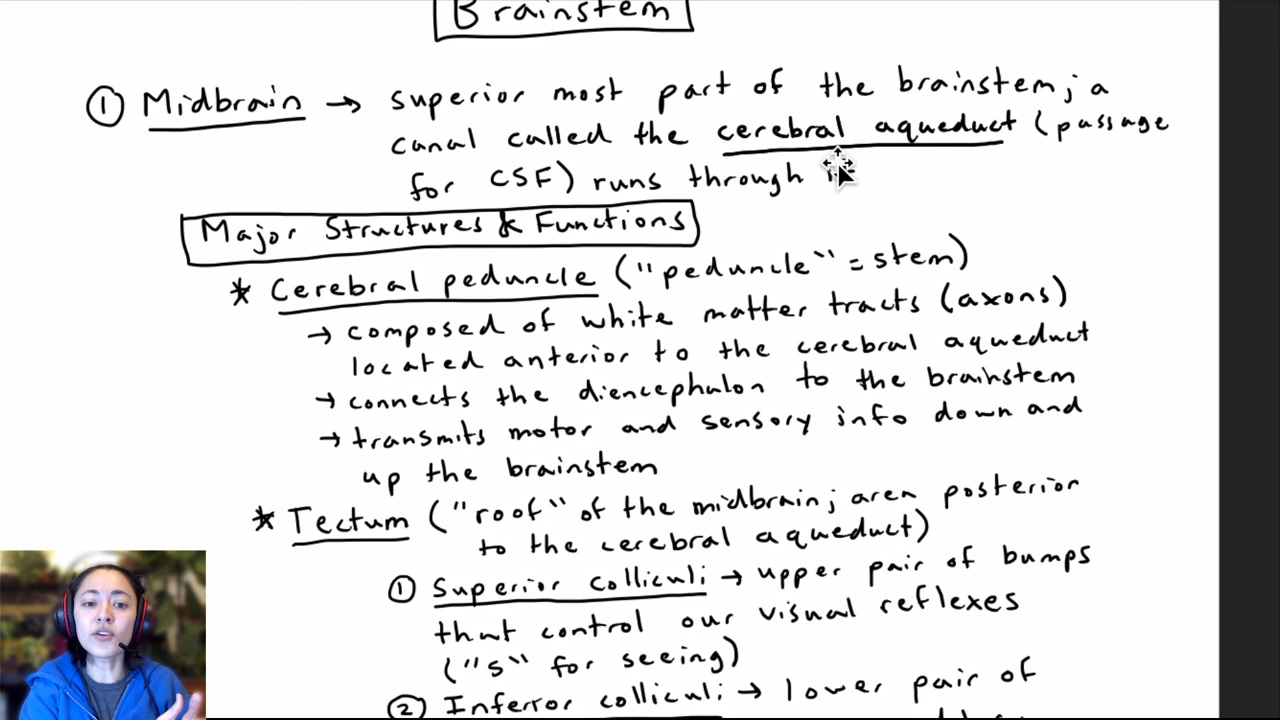 Brainstem
① Midbrain → superior most part of the brainstem; a
canal called the cerebral aqueduct (passage
for CSF) runs through
Major Structures & Functions
* Cerebral peduncle ("peduncle" = stem)
→ composed of white matter tracts (axons)
located anterior to the cerebral aqueduct
→ connects the diencephalon to the brainstem
→ transmits motor and sensory info down and
up the brainstem
* Tectum ("roof" of the midbrain; area posterior
to the cerebral aqueduct)
① Superior colliculi → upper pair of bumps
that control our visual reflexes
("s" for seeing)
② Inferior colliculi → lower pair of